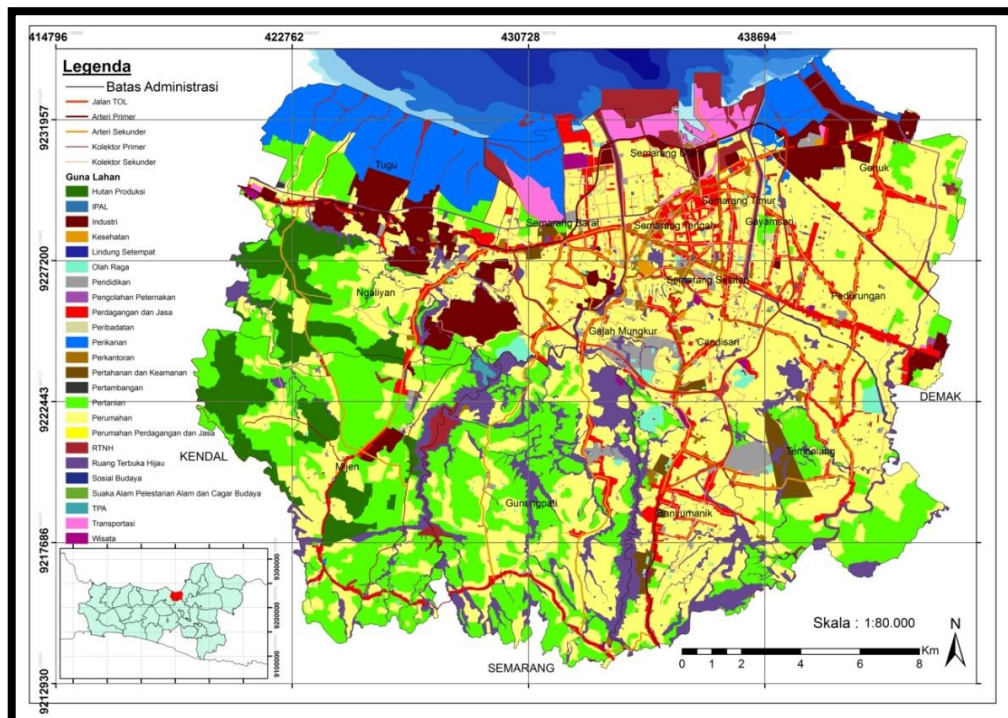 414796 422762 430728 438694
Legenda
Batas Administrasi
Jalan TOL
Arteri Primer
Arteri Sekunder
Kolektor Primer
Kolektor Sekunder
Guna Lahan
Hutan Produksi
IPAL
Industri
Kesehatan
Lindung Setempat
Olah Raga
Pendidikan
Pengolahan Peternakan
Perdagangan dan Jasa
Peribadatan
Perikanan
Perkantoran
Pertahanan dan Keamanan
Pertambangan
Pertanian
Perumahan
Perumahan Perdagangan dan Jasa
RTNH
Ruang Terbuka Hijau
Sosial Budaya
Suaka Alam Pelestarian Alam dan Cagar Budaya
TPA
Transportasi
Wisata
9231957
9227200
9222443
9217686
9212930
Tugu
Semarang
Genuk
Semarang Timur
Semarang Barat
Semarang Tengah
Gayamsari
Semarang Selatan
Ngaliyan
Pedurungan
Gajah Mungkur
Candisari
DEMAK
KENDAL
Mijen
Tembalang
Gunungpati
Banyumanik
SEMARANG
9300000
9200000
9100000
Skala : 1:80.000
N
0 1 2 4 6 8 Km